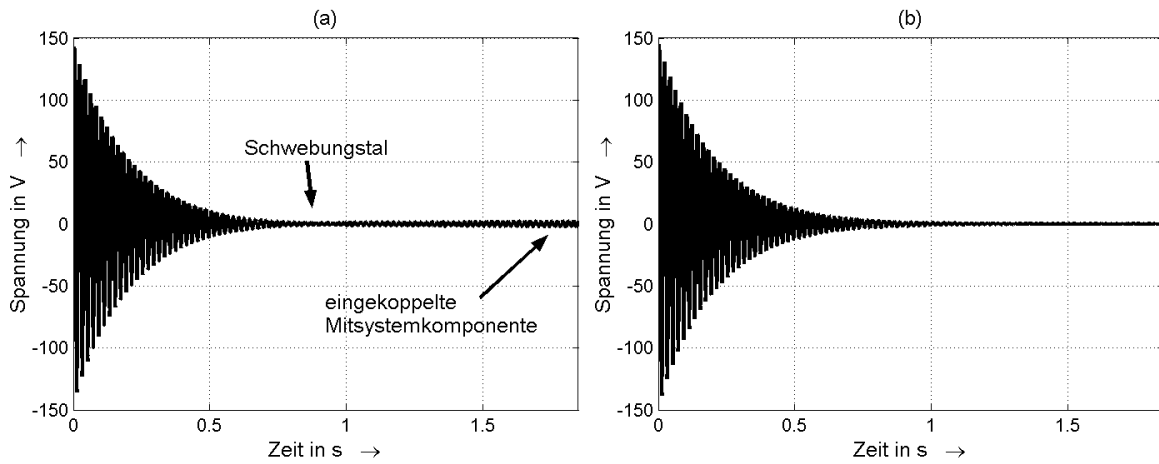 (a)
150
100
50
0
-50
-100
-150
Spannung in V →
Schwebungstal
eingekoppelte
Mitsystemkomponente
0
0.5
1
1.5
Zeit in s →
(b)
150
100
50
0
-50
-100
-150
Spannung in V →
0
0.5
1
1.5
Zeit in s →